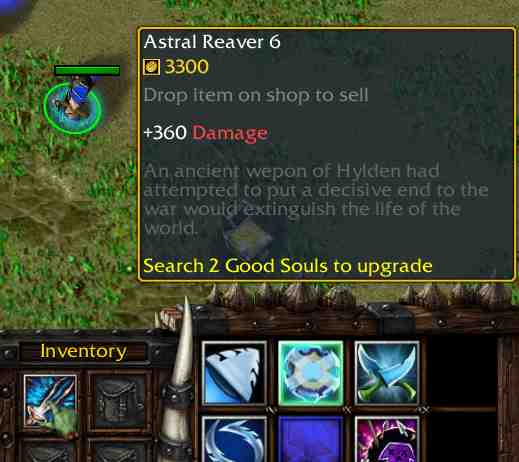 Astral Reaver 6
3300
Drop item on shop to sell
+360 Damage
An ancient wepon of Hylden had
attempted to put a decisive end to the
war would extinguish the life of the
world.
Search 2 Good Souls to upgrade
Inventory